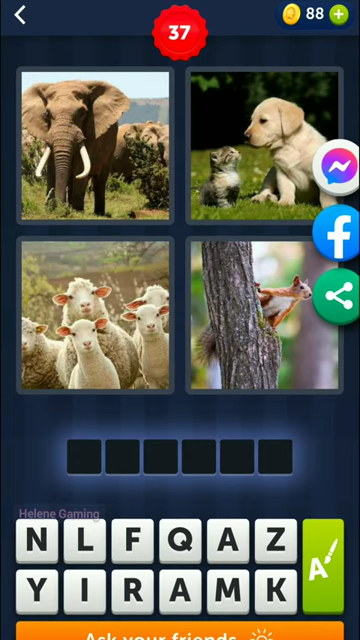 37
88
Helene Gaming
N L F Q A Z
Y I R A M K
A
Ask your friends